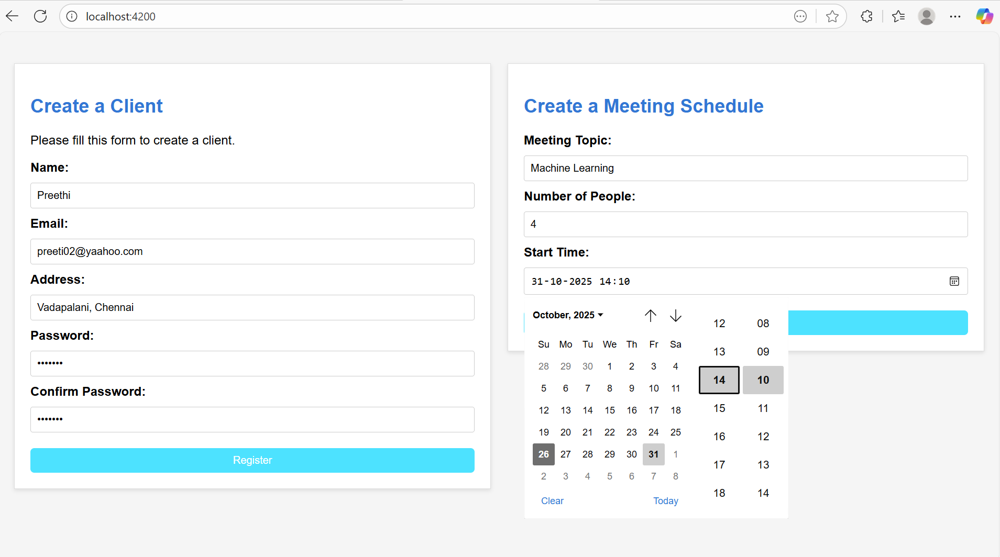 localhost:4200
Create a Client
Please fill this form to create a client.
Name:
Preethi
Email:
preeti02@yaahoo.com
Address:
Vadapalani, Chennai
Password:
•••••••
Confirm Password:
•••••••
Register
Create a Meeting Schedule
Meeting Topic:
Machine Learning
Number of People:
4
Start Time:
31-10-2025 14:10
October, 2025
Su Mo Tu We Th Fr Sa
28 29 30 1 2 3 4
5 6 7 8 9 10 11
12 13 14 15 16 17 18
19 20 21 22 23 24 25
26 27 28 29 30 31 1
2 3 4 5 6 7 8
Clear Today
12 08
13 09
14 10
15 11
16 12
17 13
18 14